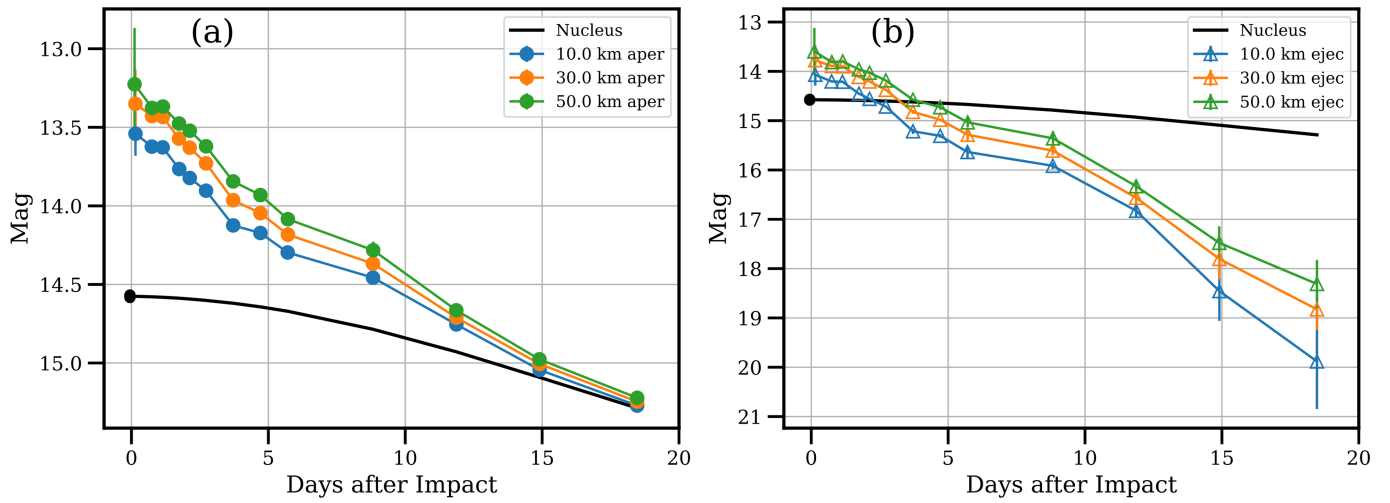 (a)
Nucleus
10.0 km aper
30.0 km aper
50.0 km aper
13.0
13.5
14.0
14.5
15.0
Mag
0
5
10
15
20
Days after Impact
(b)
Nucleus
10.0 km ejec
30.0 km ejec
50.0 km ejec
13
14
15
16
17
18
19
20
21
Mag
0
5
10
15
20
Days after Impact